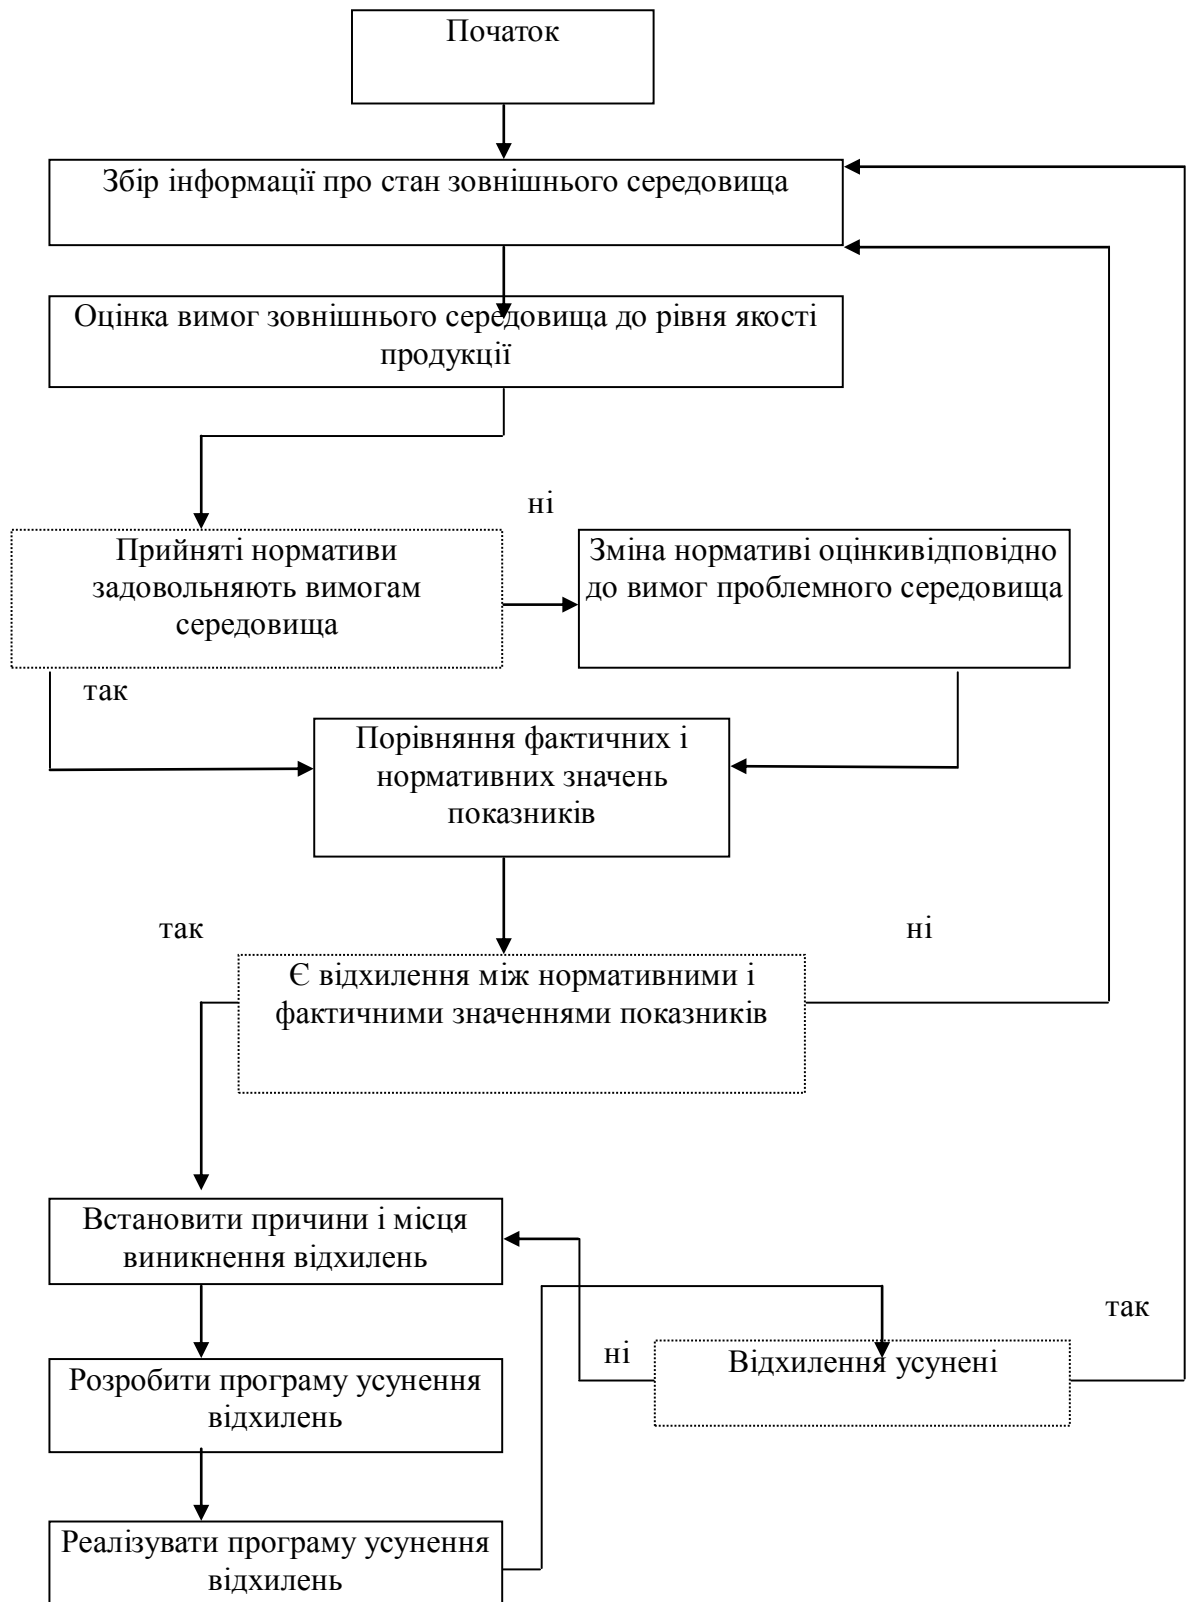 Початок
Збір інформації про стан зовнішнього середовища
Оцінка вимог зовнішнього середовища до рівня якості
продукції
ні
Прийняті нормативи
задовольняють вимогам
середовища
Зміна нормативі оцінкивідповідно
до вимог проблемного середовища
так
Порівняння фактичних і
нормативних значень
показників
так
ні
Є відхилення між нормативними і
фактичними значеннями показників
Встановити причини і місця
виникнення відхилень
так
ні
Відхилення усунені
Розробити програму усунення
відхилень
Реалізувати програму усунення
відхилень